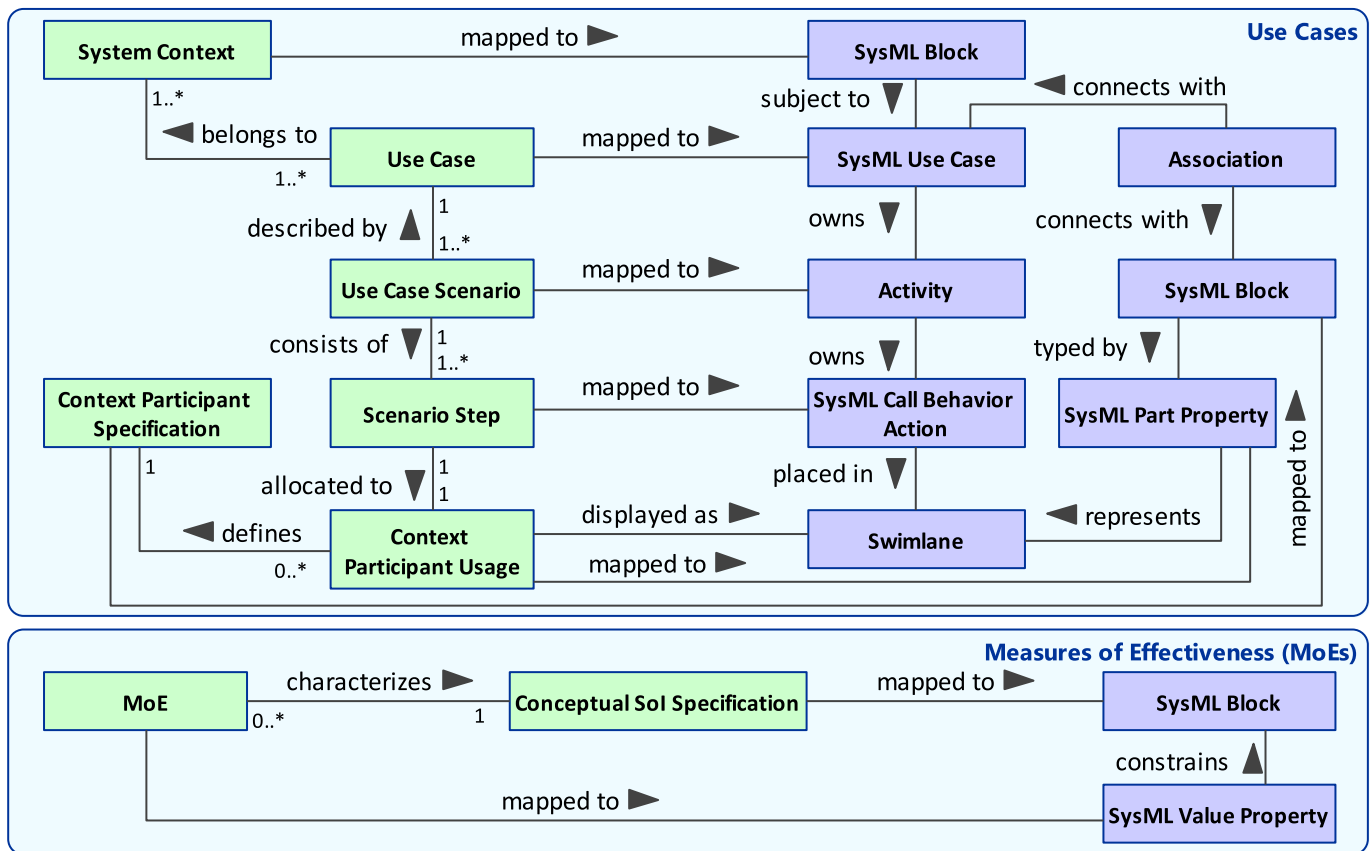 Use Cases
System Context
mapped to
SysML Block
1..*
subject to
connects with
belongs to
Use Case
mapped to
SysML Use Case
Association
1..*
1
described by
owns
connects with
1..*
Use Case Scenario
mapped to
Activity
SysML Block
consists of
1
1..*
owns
typed by
Context Participant
Specification
Scenario Step
mapped to
SysML Call Behavior
Action
SysML Part Property
mapped to
1
allocated to
1
1
placed in
defines
0..*
Context
Participant Usage
displayed as
mapped to
Swimlane
represents
Measures of Effectiveness (MoEs)
MoE
characterizes
0..*
1
Conceptual SoI Specification
mapped to
SysML Block
constrains
mapped to
SysML Value Property